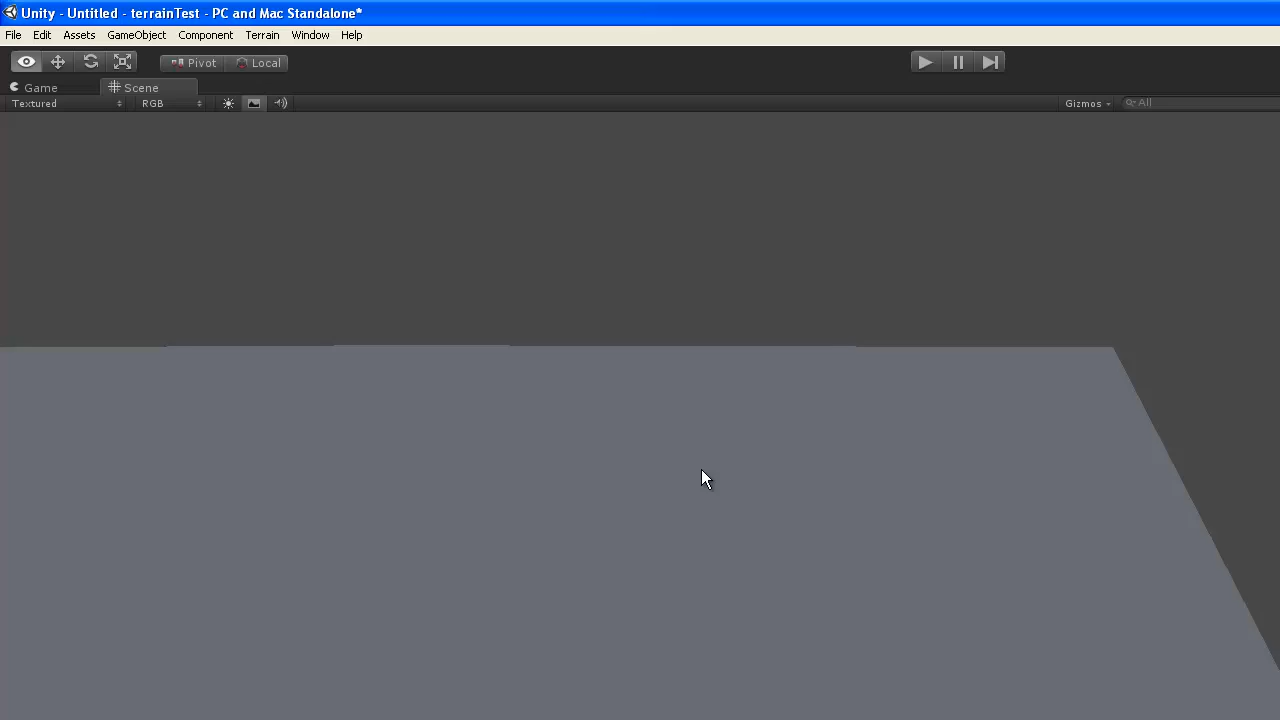 Unity - Untitled - terrainTest - PC and Mac Standalone*
File Edit Assets GameObject Component Terrain Window Help
Pivot Local
Game Scene
Textured RGB Gizmos All